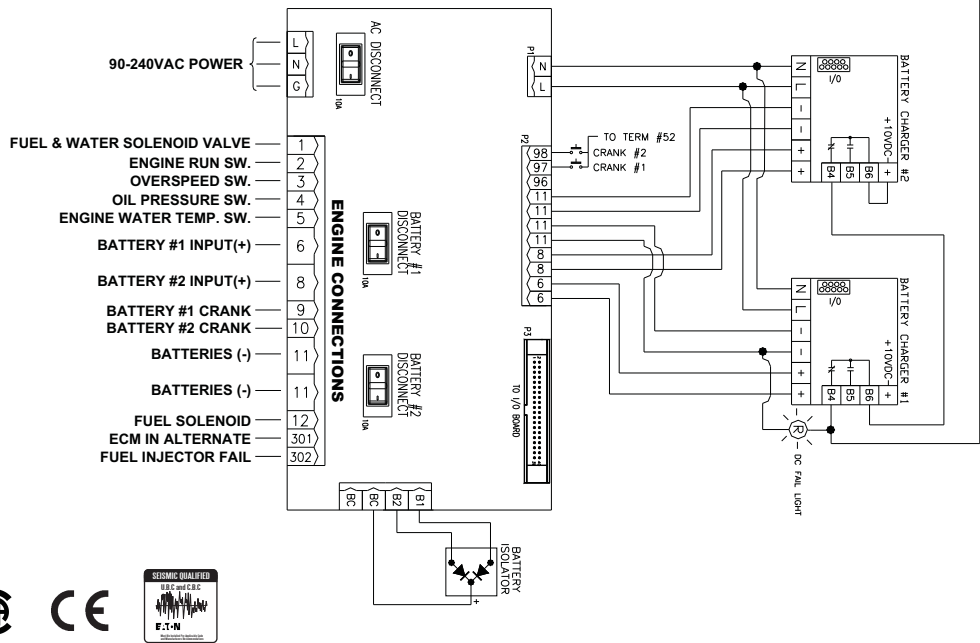 90-240VAC POWER
L
N
G
AC DISCONNECT
10A
FUEL & WATER SOLENOID VALVE
1
ENGINE RUN SW.
2
OVERSPEED SW.
3
OIL PRESSURE SW.
4
ENGINE WATER TEMP. SW.
5
BATTERY #1 INPUT(+)
6
BATTERY #2 INPUT(+)
8
BATTERY #1 CRANK
9
BATTERY #2 CRANK
10
BATTERIES (-)
11
BATTERIES (-)
11
FUEL SOLENOID
12
ECM IN ALTERNATE
301
FUEL INJECTOR FAIL
302
ENGINE CONNECTIONS
BATTERY #1
DISCONNECT
10A
BATTERY #2
DISCONNECT
10A
P1
N
L
P2
98
97
96
11
11
11
11
8
8
6
6
TO TERM #52
CRANK #2
CRANK #1
P3
TO I/O BOARD
BC
BC
B2
B1
BATTERY
ISOLATOR
+
N
L
-
-
+
+
I/O
BATTERY CHARGER #2
+10VDC-
B4
B5
B6
+
N
L
-
-
+
+
I/O
BATTERY CHARGER #1
+10VDC-
B4
B5
B6
+
R
DC FAIL LIGHT
CE
SEISMIC QUALIFIED
U.B.C and C.B.C
EATON